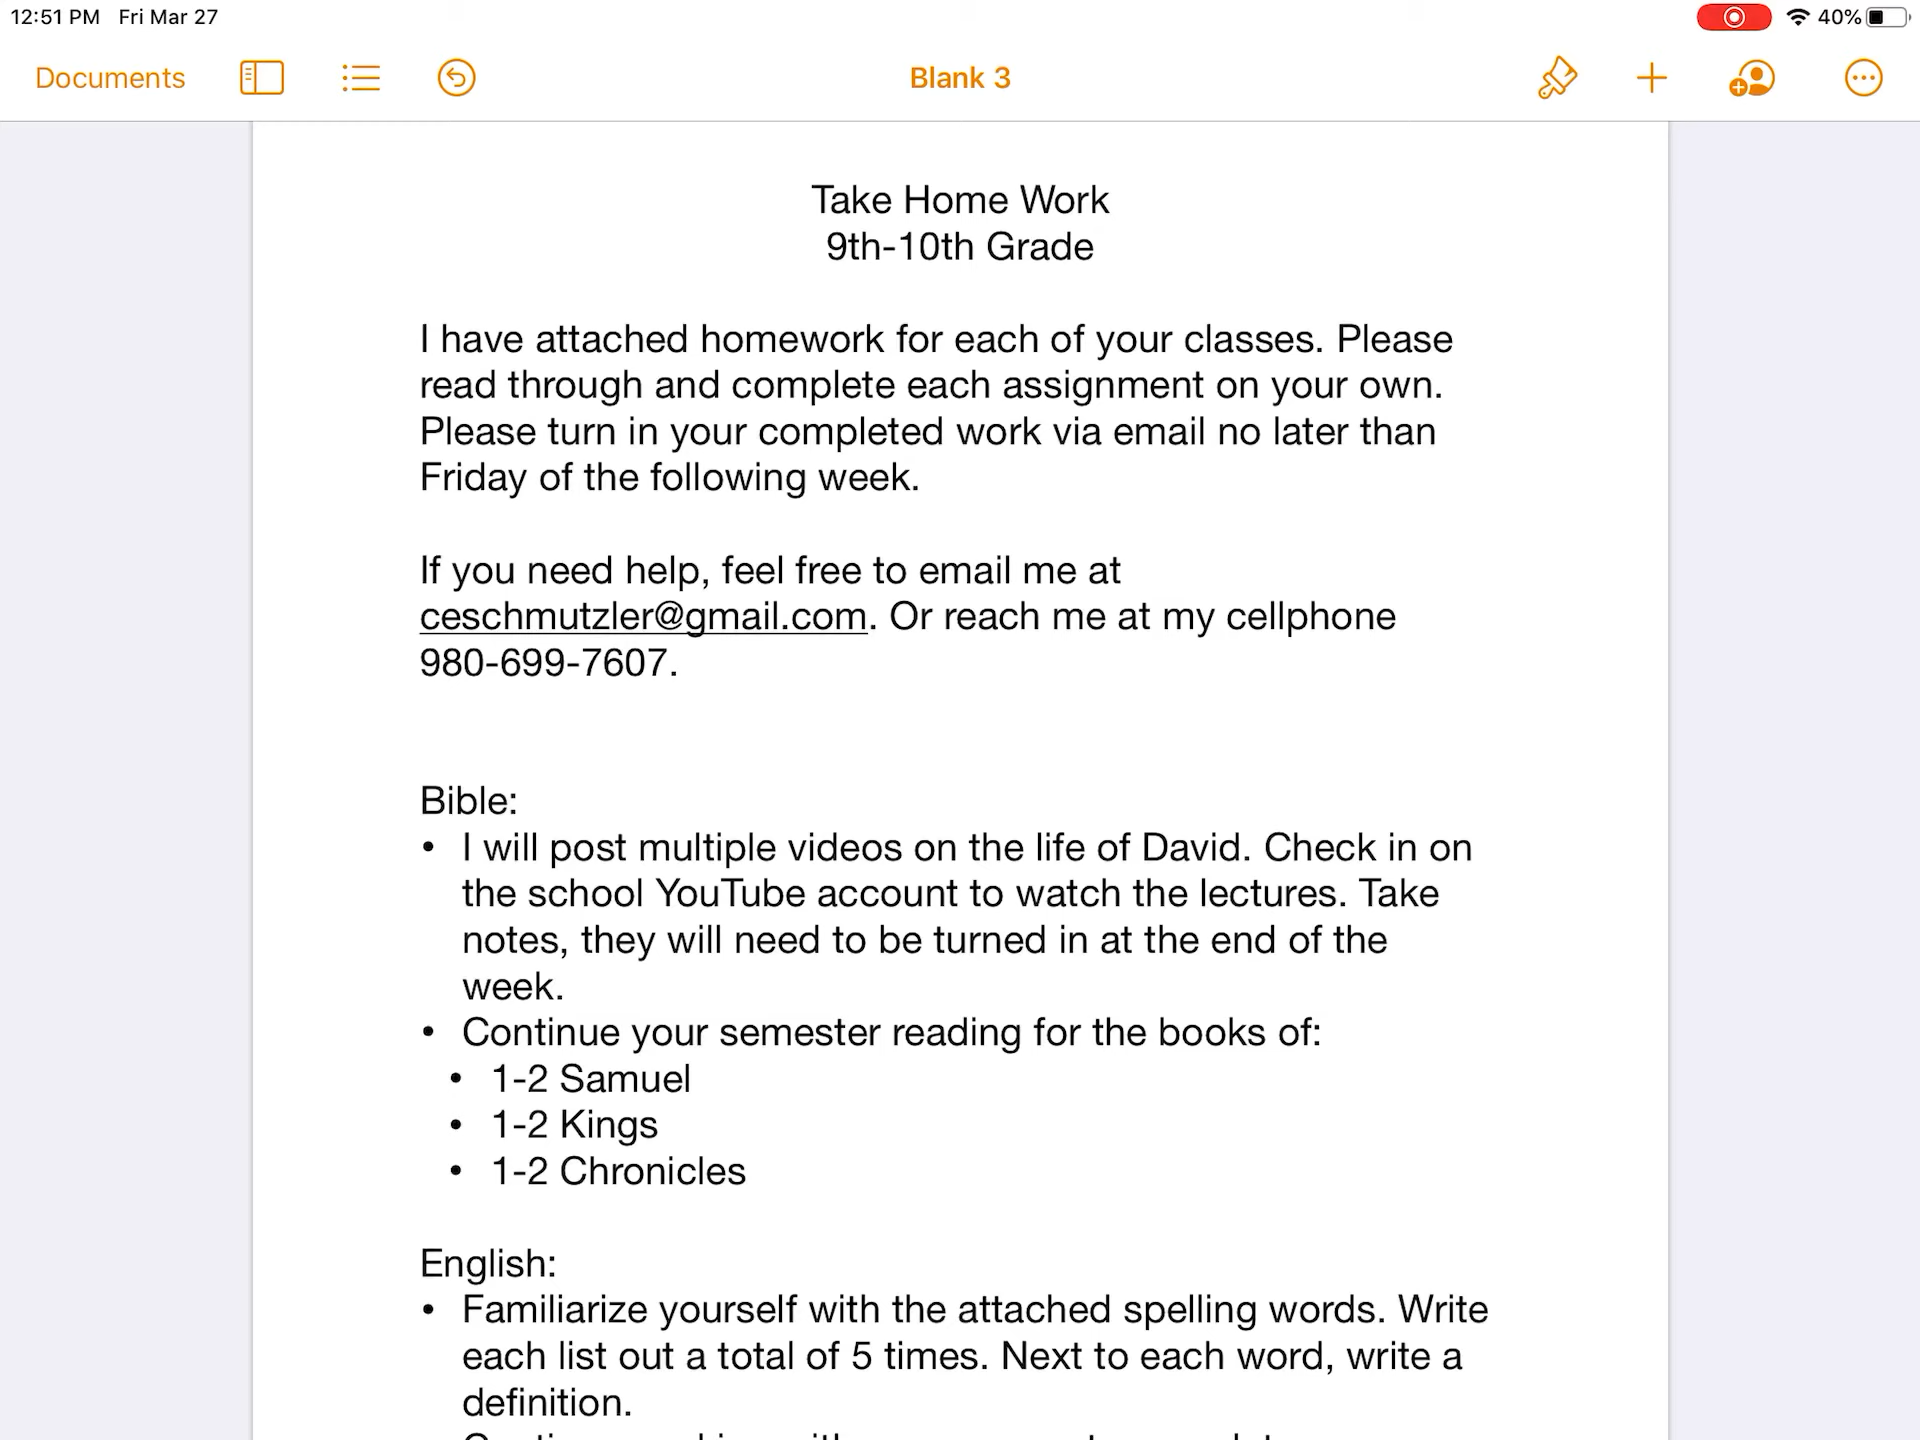 12:51 PM Fri Mar 27
40%
Documents
Blank 3
Take Home Work
9th-10th Grade
I have attached homework for each of your classes. Please
read through and complete each assignment on your own.
Please turn in your completed work via email no later than
Friday of the following week.
If you need help, feel free to email me at
ceschmutzler@gmail.com. Or reach me at my cellphone
980-699-7607.
Bible:
• I will post multiple videos on the life of David. Check in on
the school YouTube account to watch the lectures. Take
notes, they will need to be turned in at the end of the
week.
• Continue your semester reading for the books of:
• 1-2 Samuel
• 1-2 Kings
• 1-2 Chronicles
English:
• Familiarize yourself with the attached spelling words. Write
each list out a total of 5 times. Next to each word, write a
definition.